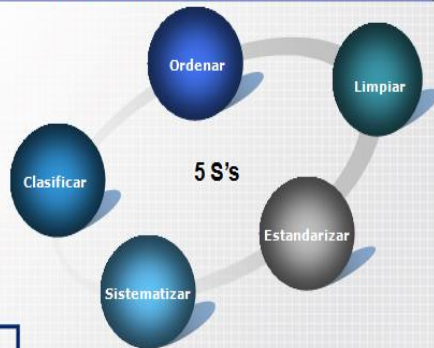 Ordenar
Limpiar
Clasificar
5 S's
Estandarizar
Sistematizar